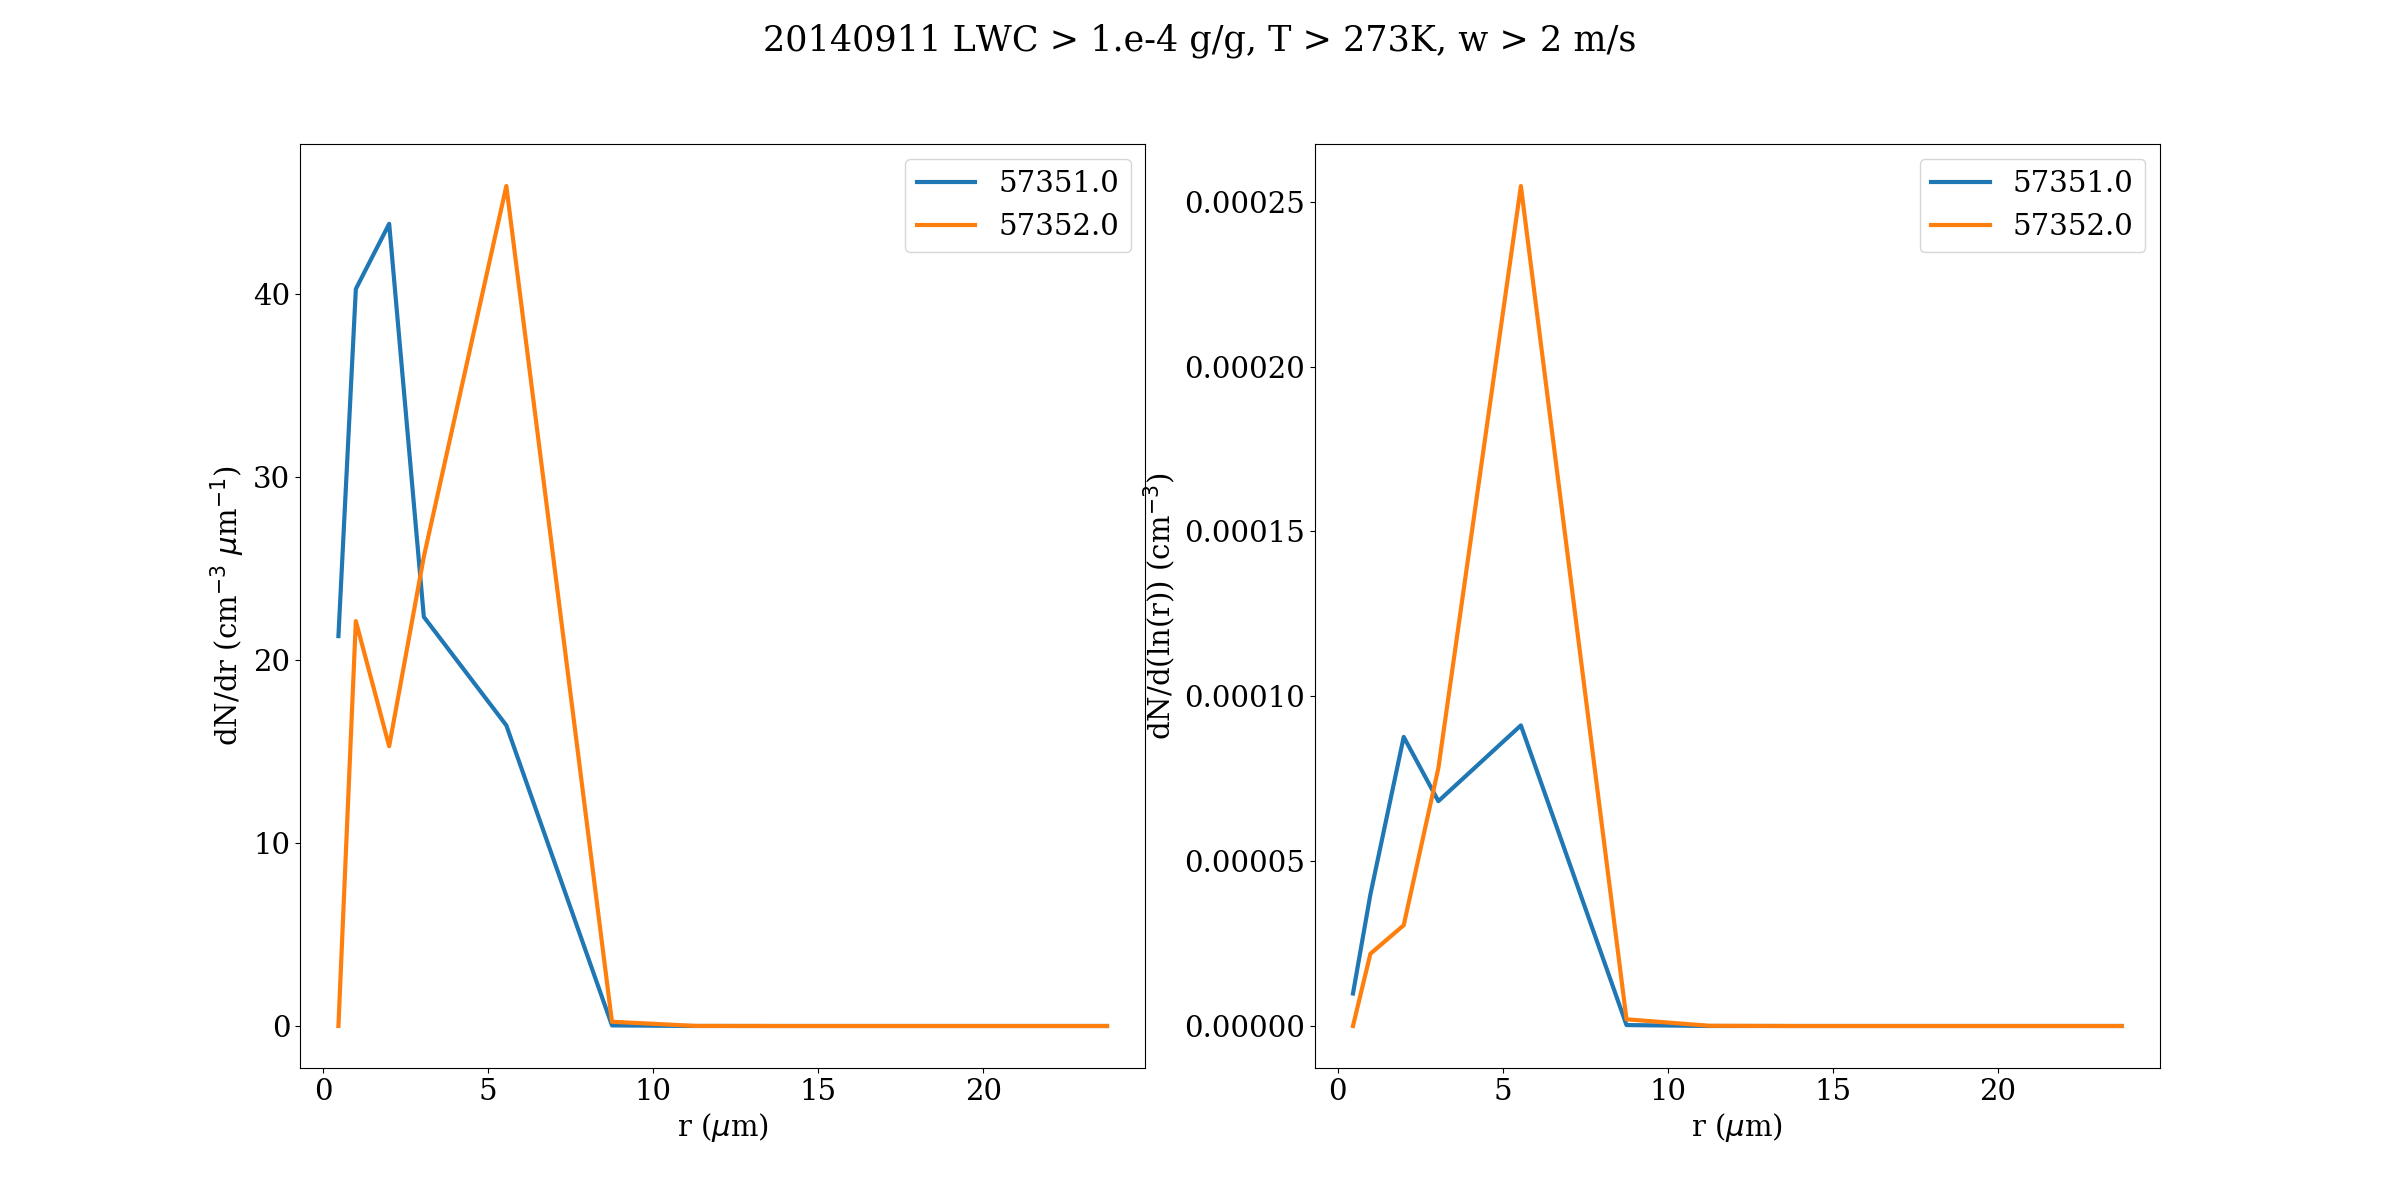 20140911 LWC > 1.e-4 g/g, T > 273K, w > 2 m/s
dN/dr (cm⁻³ μm⁻¹)
40
30
20
10
0
0 5 10 15 20
r (μm)
57351.0
57352.0
dN/d(ln(r)) (cm⁻³)
0.00025
0.00020
0.00015
0.00010
0.00005
0.00000
0 5 10 15 20
r (μm)
57351.0
57352.0